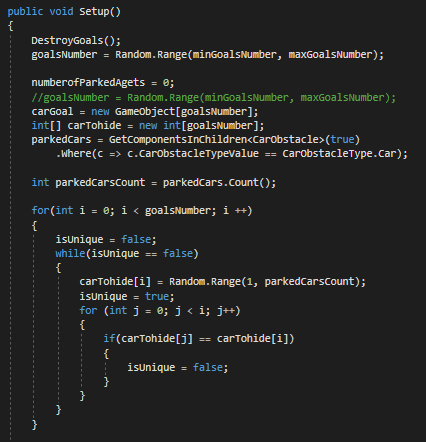 public void Setup()
{
DestroyGoals();
goalsNumber = Random.Range(minGoalsNumber, maxGoalsNumber);
numberofParkedAgets = 0;
//goalsNumber = Random.Range(minGoalsNumber, maxGoalsNumber);
carGoal = new GameObject[goalsNumber];
int[] carTohide = new int[goalsNumber];
parkedCars = GetComponentsInChildren<CarObstacle>(true)
.Where(c => c.CarObstacleTypeValue == CarObstacleType.Car);
int parkedCarsCount = parkedCars.Count();
for(int i = 0; i < goalsNumber; i ++)
{
isUnique = false;
while(isUnique == false)
{
carTohide[i] = Random.Range(1, parkedCarsCount);
isUnique = true;
for (int j = 0; j < i; j++)
{
if(carTohide[j] == carTohide[i])
{
isUnique = false;
}
}
}
}